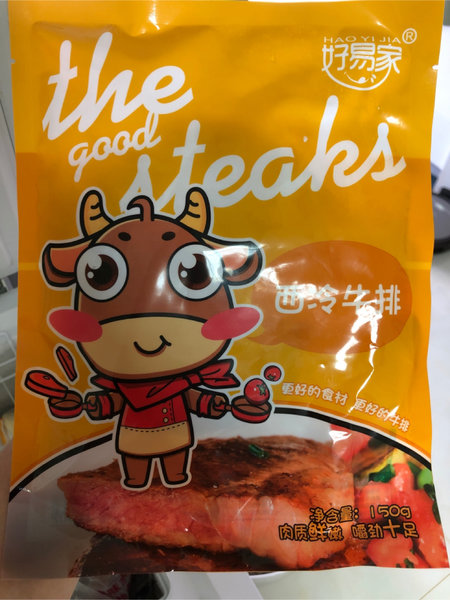 HAO YI JIA
好易家®
the
good
steaks
西冷牛排
更好的食材 更好的牛排
净含量：150g
肉质鲜嫩 嚼劲十足